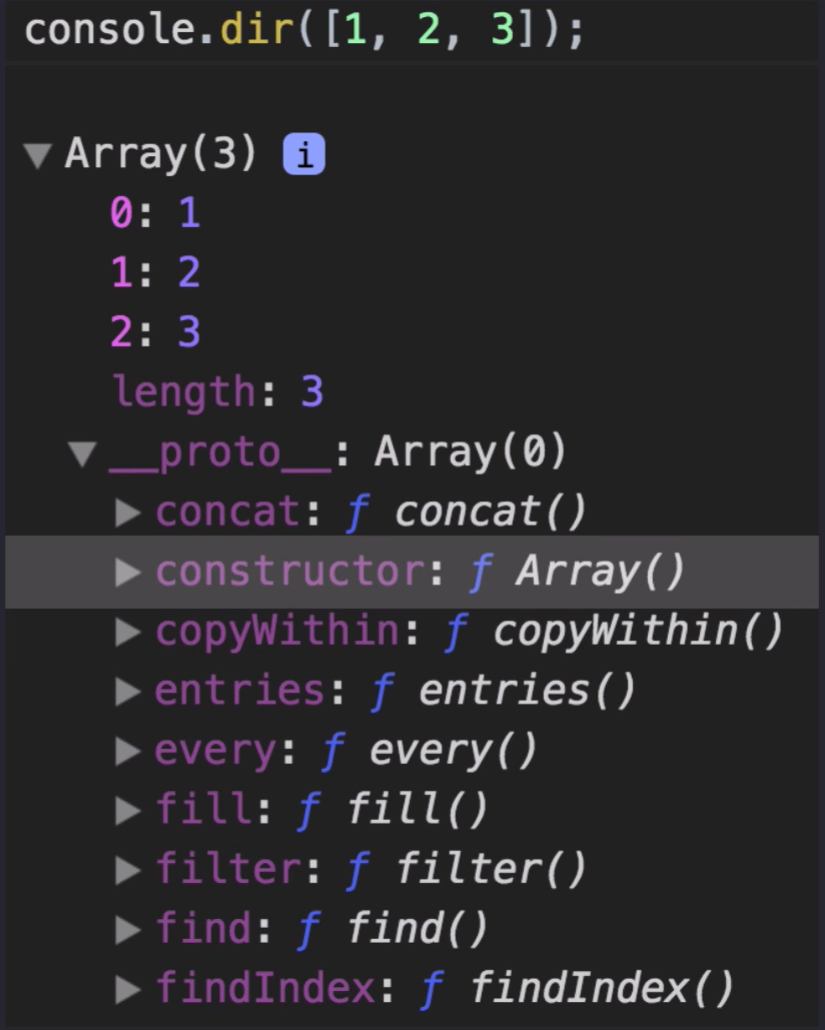 console.dir([1, 2, 3]);
▼ Array(3) i
0: 1
1: 2
2: 3
length: 3
▼ __proto__: Array(0)
▶ concat: ƒ concat()
▶ constructor: ƒ Array()
▶ copyWithin: ƒ copyWithin()
▶ entries: ƒ entries()
▶ every: ƒ every()
▶ fill: ƒ fill()
▶ filter: ƒ filter()
▶ find: ƒ find()
▶ findIndex: ƒ findIndex()